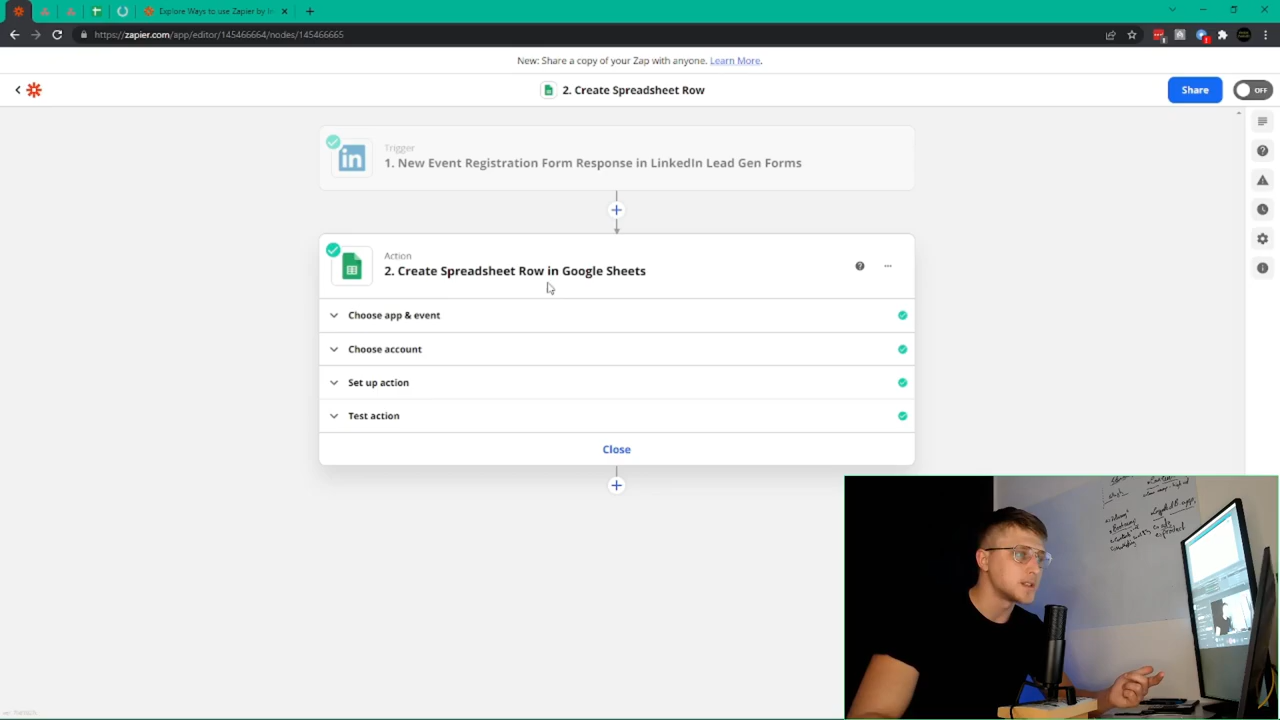 Explore Ways to use Zapier by In
https://zapier.com/app/editor/145466664/nodes/145466665
New: Share a copy of your Zap with anyone. Learn More.
2. Create Spreadsheet Row
Share
OFF
Trigger
1. New Event Registration Form Response in LinkedIn Lead Gen Forms
Action
2. Create Spreadsheet Row in Google Sheets
Choose app & event
Choose account
Set up action
Test action
Close